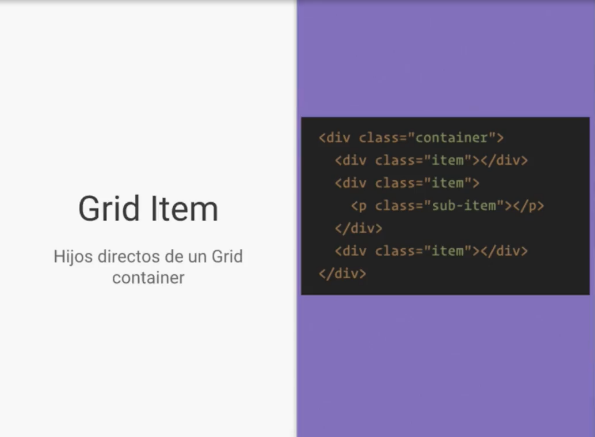 Grid Item
Hijos directos de un Grid
container
<div class="container">
  <div class="item"></div>
  <div class="item">
    <p class="sub-item"></p>
  </div>
  <div class="item"></div>
</div>